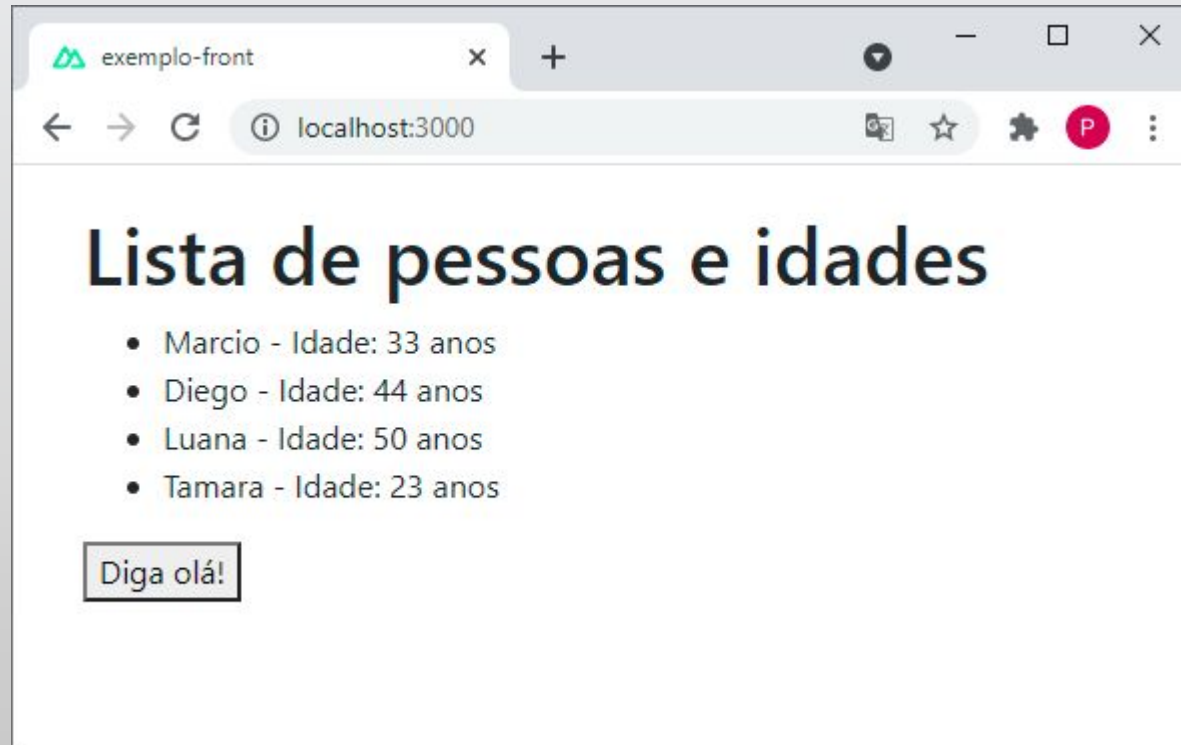 exemplo-front
localhost:3000
P
Lista de pessoas e idades
Marcio - Idade: 33 anos
Diego - Idade: 44 anos
Luana - Idade: 50 anos
Tamara - Idade: 23 anos
Diga olá!